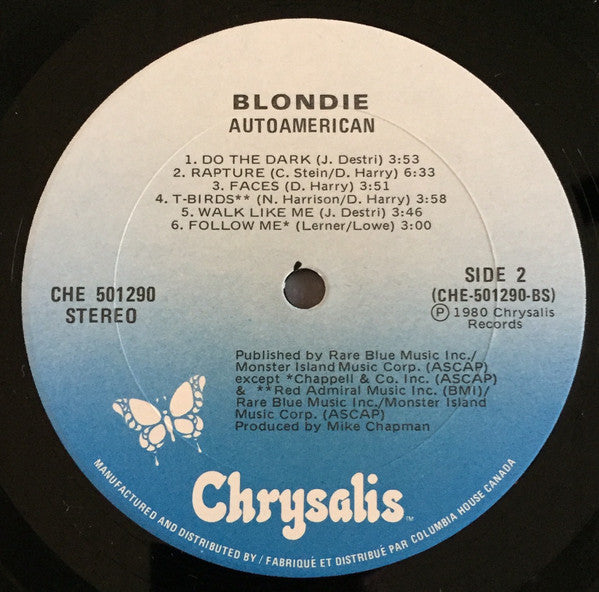 BLONDIE
AUTOAMERICAN
1. DO THE DARK (J. Destri) 3:53
2. RAPTURE (C. Stein/D. Harry) 6:33
3. FACES (D. Harry) 3:51
4. T-BIRDS** (N. Harrison/D. Harry) 3:58
5. WALK LIKE ME (J. Destri) 3:46
6. FOLLOW ME* (Lerner/Lowe) 3:00
CHE 501290
STEREO
SIDE 2
(CHE-501290-BS)
Ⓟ 1980 Chrysalis
Records
Published by Rare Blue Music Inc./
Monster Island Music Corp. (ASCAP)
except *Chappell & Co. Inc. (ASCAP)
& **Red Admiral Music Inc. (BMI)/
Rare Blue Music Inc./Monster Island
Music Corp. (ASCAP)
Produced by Mike Chapman
Chrysalis™
MANUFACTURED AND DISTRIBUTED BY / FABRIQUÉ ET DISTRIBUÉ PAR COLUMBIA HOUSE CANADA